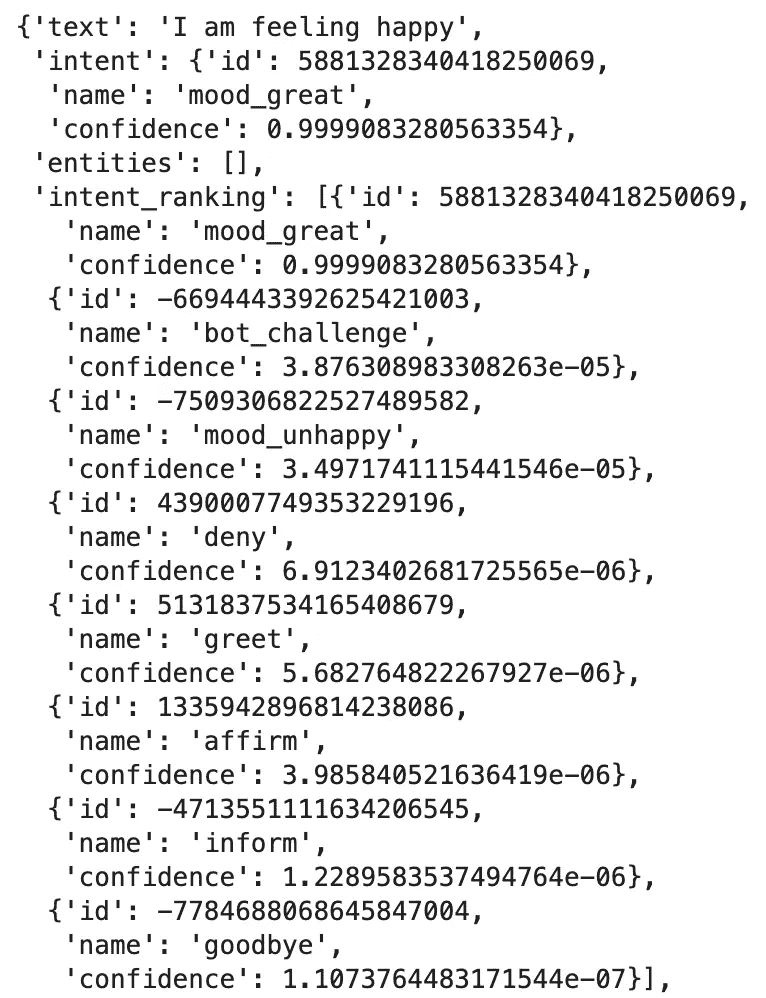 {'text': 'I am feeling happy',
'intent': {'id': 5881328340418250069,
'name': 'mood_great',
'confidence': 0.9999083280563354},
'entities': [],
'intent_ranking': [{'id': 5881328340418250069,
'name': 'mood_great',
'confidence': 0.9999083280563354},
{'id': -6694443392625421003,
'name': 'bot_challenge',
'confidence': 3.876308983308263e-05},
{'id': -7509306822527489582,
'name': 'mood_unhappy',
'confidence': 3.4971741115441546e-05},
{'id': 4390007749353229196,
'name': 'deny',
'confidence': 6.9123402681725565e-06},
{'id': 5131837534165408679,
'name': 'greet',
'confidence': 5.682764822267927e-06},
{'id': 1335942896814238086,
'name': 'affirm',
'confidence': 3.985840521636419e-06},
{'id': -4713551111634206545,
'name': 'inform',
'confidence': 1.2289583537494764e-06},
{'id': -7784688068645847004,
'name': 'goodbye',
'confidence': 1.1073764483171544e-07}],